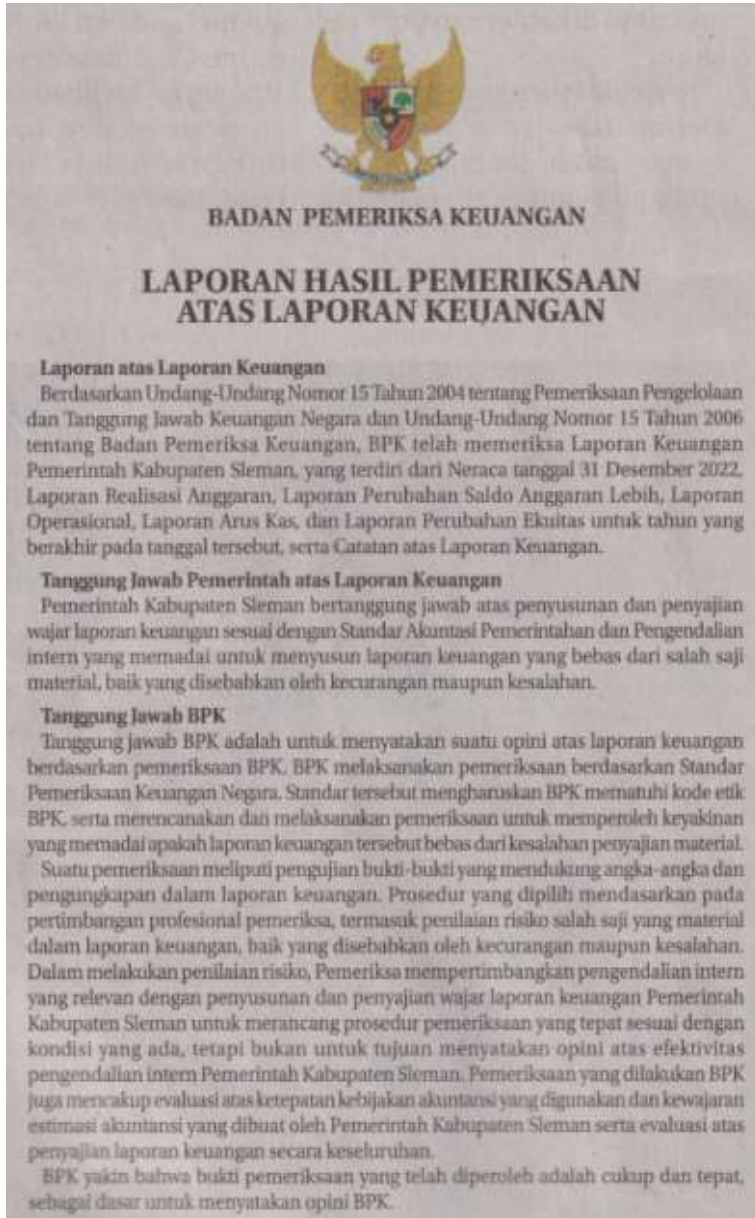 BADAN PEMERIKSA KEUANGAN
LAPORAN HASIL PEMERIKSAAN
ATAS LAPORAN KEUANGAN
Laporan atas Laporan Keuangan
Berdasarkan Undang-Undang Nomor 15 Tahun 2004 tentang Pemeriksaan Pengelolaan
dan Tanggung Jawab Keuangan Negara dan Undang-Undang Nomor 15 Tahun 2006
tentang Badan Pemeriksa Keuangan, BPK telah memeriksa Laporan Keuangan
Pemerintah Kabupaten Sleman, yang terdiri dari Neraca tanggal 31 Desember 2022,
Laporan Realisasi Anggaran, Laporan Perubahan Saldo Anggaran Lebih, Laporan
Operasional, Laporan Arus Kas, dan Laporan Perubahan Ekuitas untuk tahun yang
berakhir pada tanggal tersebut, serta Catatan atas Laporan Keuangan.
Tanggung Jawab Pemerintah atas Laporan Keuangan
Pemerintah Kabupaten Sleman bertanggung jawab atas penyusunan dan penyajian
wajar laporan keuangan sesuai dengan Standar Akuntasi Pemerintahan dan Pengendalian
intern yang memadai untuk menyusun laporan keuangan yang bebas dari salah saji
material, baik yang disebabkan oleh kecurangan maupun kesalahan.
Tanggung Jawab BPK
Tanggung jawab BPK adalah untuk menyatakan suatu opini atas laporan keuangan
berdasarkan pemeriksaan BPK. BPK melaksanakan pemeriksaan berdasarkan Standar
Pemeriksaan Keuangan Negara. Standar tersebut mengharuskan BPK mematuhi kode etik
BPK, serta merencanakan dan melaksanakan pemeriksaan untuk memperoleh keyakinan
yang memadai apakah laporan keuangan tersebut bebas dari kesalahan penyajian material.
Suatu pemeriksaan meliputi pengujian bukti-bukti yang mendukung angka-angka dan
pengungkapan dalam laporan keuangan. Prosedur yang dipilih mendasarkan pada
pertimbangan profesional pemeriksa, termasuk penilaian risiko salah saji yang material
dalam laporan keuangan, baik yang disebabkan oleh kecurangan maupun kesalahan.
Dalam melakukan penilaian risiko, Pemeriksa mempertimbangkan pengendalian intern
yang relevan dengan penyusunan dan penyajian wajar laporan keuangan Pemerintah
Kabupaten Sleman untuk merancang prosedur pemeriksaan yang tepat sesuai dengan
kondisi yang ada, tetapi bukan untuk tujuan menyatakan opini atas efektivitas
pengendalian intern Pemerintah Kabupaten Sleman. Pemeriksaan yang dilakukan BPK
juga mencakup evaluasi atas ketepatan kebijakan akuntansi yang digunakan dan kewajaran
estimasi akuntansi yang dibuat oleh Pemerintah Kabupaten Sleman serta evaluasi atas
penyajian laporan keuangan secara keseluruhan.
BPK yakin bahwa bukti pemeriksaan yang telah diperoleh adalah cukup dan tepat,
sebagai dasar untuk menyatakan opini BPK.